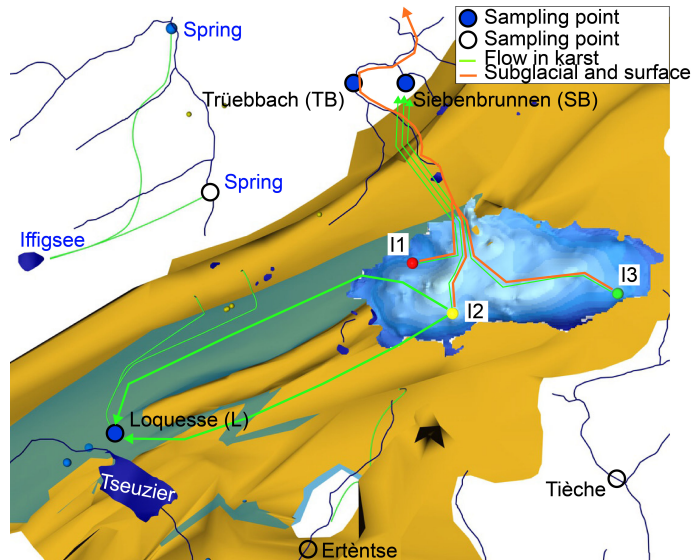 Sampling point
Sampling point
Flow in karst
Subglacial and surface
Spring
Trüebbach (TB)
Siebenbrunnen (SB)
Spring
Iffigsee
I1
I3
I2
Loquesse (L)
Tseuzier
Tièche
Ertèntse